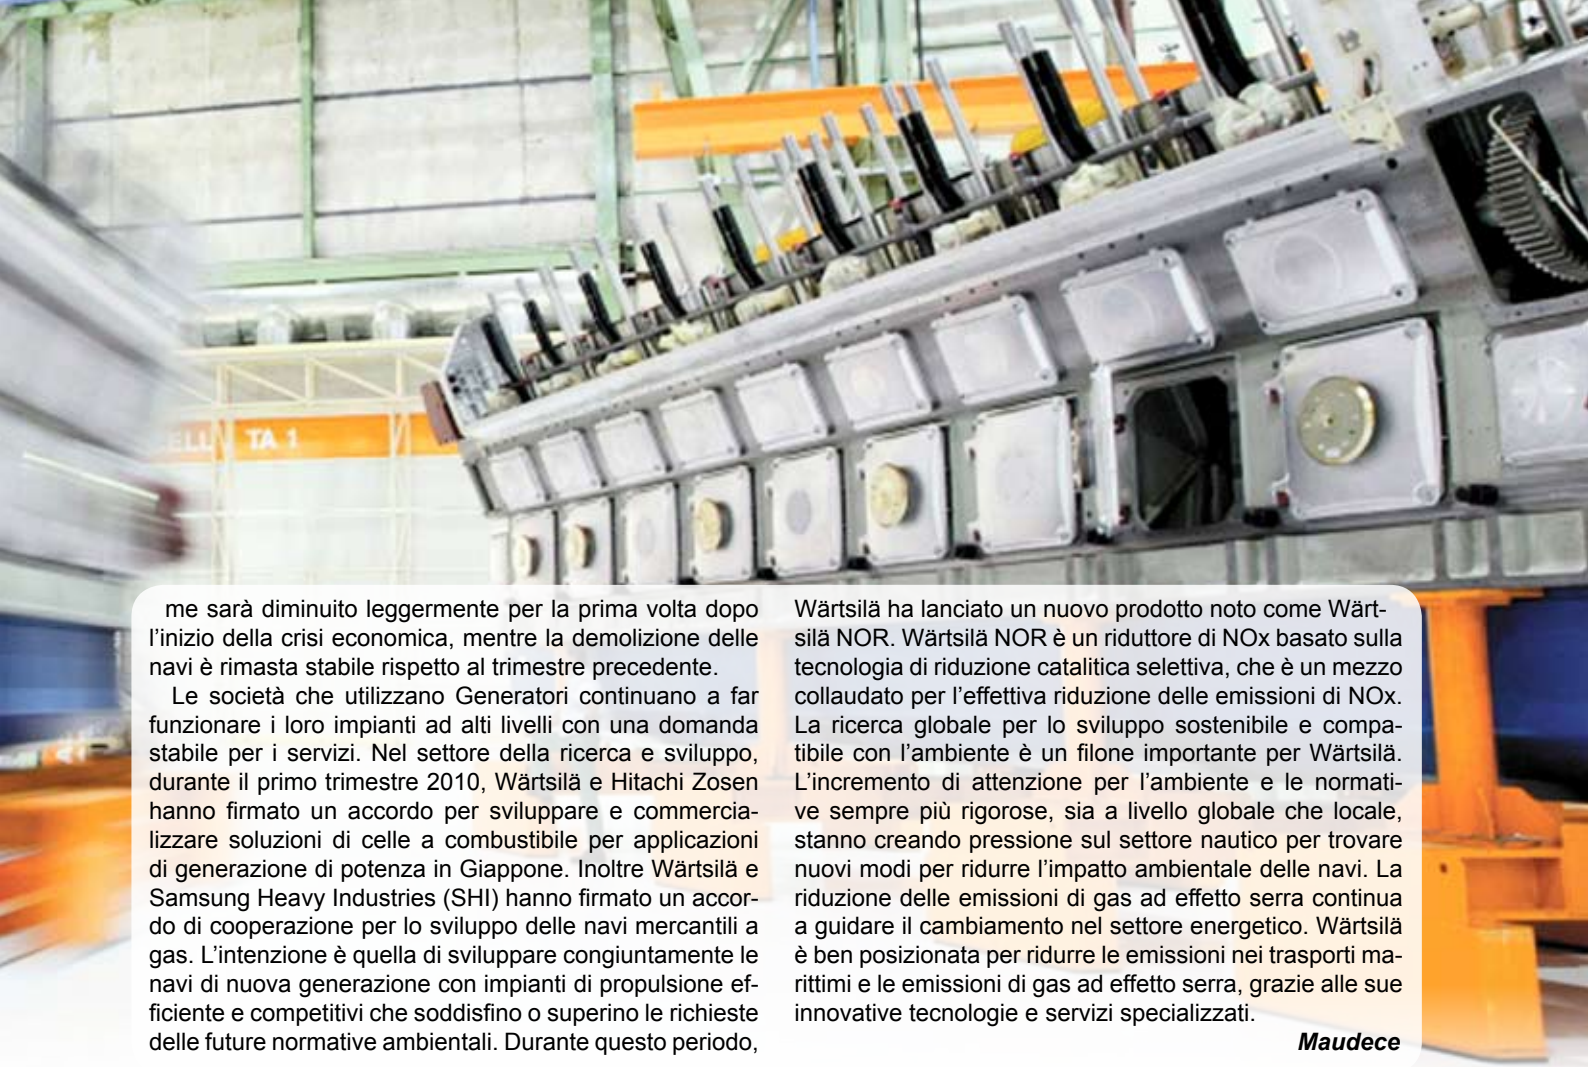 ELL TA 1
me sarà diminuito leggermente per la prima volta dopo
l’inizio della crisi economica, mentre la demolizione delle
navi è rimasta stabile rispetto al trimestre precedente.
Le società che utilizzano Generatori continuano a far
funzionare i loro impianti ad alti livelli con una domanda
stabile per i servizi. Nel settore della ricerca e sviluppo,
durante il primo trimestre 2010, Wärtsilä e Hitachi Zosen
hanno firmato un accordo per sviluppare e commercia-
lizzare soluzioni di celle a combustibile per applicazioni
di generazione di potenza in Giappone. Inoltre Wärtsilä e
Samsung Heavy Industries (SHI) hanno firmato un accor-
do di cooperazione per lo sviluppo delle navi mercantili a
gas. L’intenzione è quella di sviluppare congiuntamente le
navi di nuova generazione con impianti di propulsione ef-
ficiente e competitivi che soddisfino o superino le richieste
delle future normative ambientali. Durante questo periodo,
Wärtsilä ha lanciato un nuovo prodotto noto come Wärt-
silä NOR. Wärtsilä NOR è un riduttore di NOx basato sulla
tecnologia di riduzione catalitica selettiva, che è un mezzo
collaudato per l’effettiva riduzione delle emissioni di NOx.
La ricerca globale per lo sviluppo sostenibile e compa-
tibile con l’ambiente è un filone importante per Wärtsilä.
L’incremento di attenzione per l’ambiente e le normati-
ve sempre più rigorose, sia a livello globale che locale,
stanno creando pressione sul settore nautico per trovare
nuovi modi per ridurre l’impatto ambientale delle navi. La
riduzione delle emissioni di gas ad effetto serra continua
a guidare il cambiamento nel settore energetico. Wärtsilä
è ben posizionata per ridurre le emissioni nei trasporti ma-
rittimi e le emissioni di gas ad effetto serra, grazie alle sue
innovative tecnologie e servizi specializzati.
Maudece